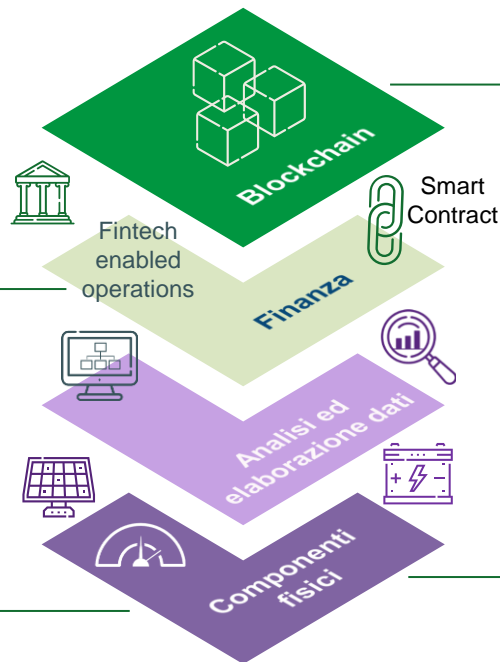 Blockchain
Smart
Contract
Fintech
enabled
operations
Finanza
Analisi ed
elaborazione dati
Componenti
fisici